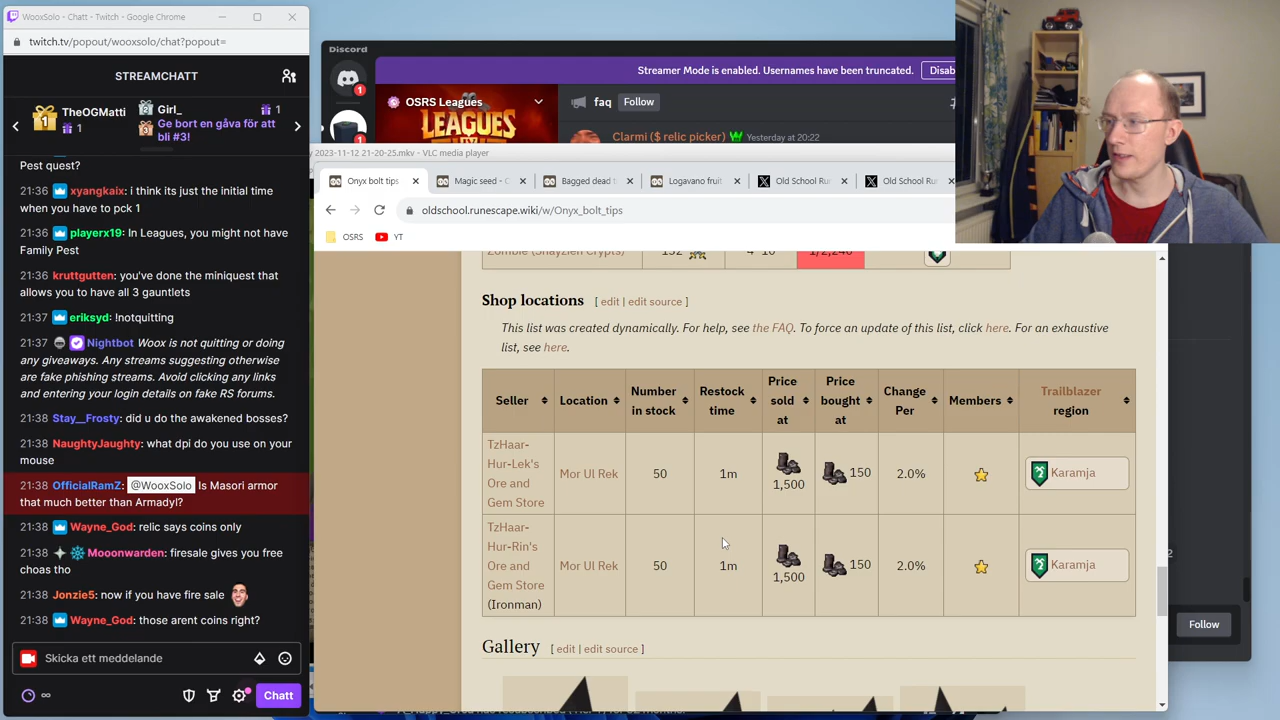 WooxSolo - Chatt - Twitch - Google Chrome
twitch.tv/popout/wooxsolo/chat?popout=
STREAMCHATT
TheOGMatti
1
Girl_
1
Ge bort en gåva för att
bli #3!
Pest quest?
21:36 xyangkaix: i think its just the initial
time when you have to pck 1
21:36 playerx19: In Leagues, you might not have
Family Pest
21:36 kruttgutten: you've done the miniquest that
allows you to have all 3 gauntlets
21:37 eriksyd: !notquitting
21:37 Nightbot: Woox is not quitting or doing
any giveaways. Any streams suggesting otherwise
are fake phishing streams. Avoid clicking any links
and entering your login details on fake RS forums.
21:38 Stay__Frosty: did u do the awakened bosses?
21:38 NaughtyJaughty: what dpi do you use on your
mouse
21:38 OfficialRamZ: @WooxSolo Is Masori armor
that much better than Armadyl?
21:38 Wayne_God: relic says coins only
21:38 Mooonwarden: firesale gives you free
choas tho
21:38 Jonzie5: now if you have fire sale
21:38 Wayne_God: those arent coins right?
Skicka ett meddelande
∞
Chatt
Discord
Streamer Mode is enabled. Usernames have been truncated.
Disab
1
1
OSRS Leagues
LEAGUES
faq
Follow
Clarmi ($ relic picker) Yesterday at 20:22
2023-11-12 21-20-25.mkv - VLC media player
Onyx bolt tips
Magic seed - O
Bagged dead t
Logavano fruit
Old School Run
Old School Ru
oldschool.runescape.wiki/w/Onyx_bolt_tips
OSRS
YT
Zombie (Shayzien Crypts)
132
4–10
1/2,240
Shop locations [ edit | edit source ]
This list was created dynamically. For help, see the FAQ. To force an update of this list, click here. For an exhaustive
list, see here.
Seller
Location
Number
in stock
Restock
time
Price
sold
at
Price
bought
at
Change
Per
Members
Trailblazer
region
TzHaar-
Hur-Lek's
Ore and
Gem Store
Mor Ul Rek
50
1m
1,500
150
2.0%
Karamja
TzHaar-
Hur-Rin's
Ore and
Gem Store
(Ironman)
Mor Ul Rek
50
1m
1,500
150
2.0%
Karamja
Gallery [ edit | edit source ]
Follow